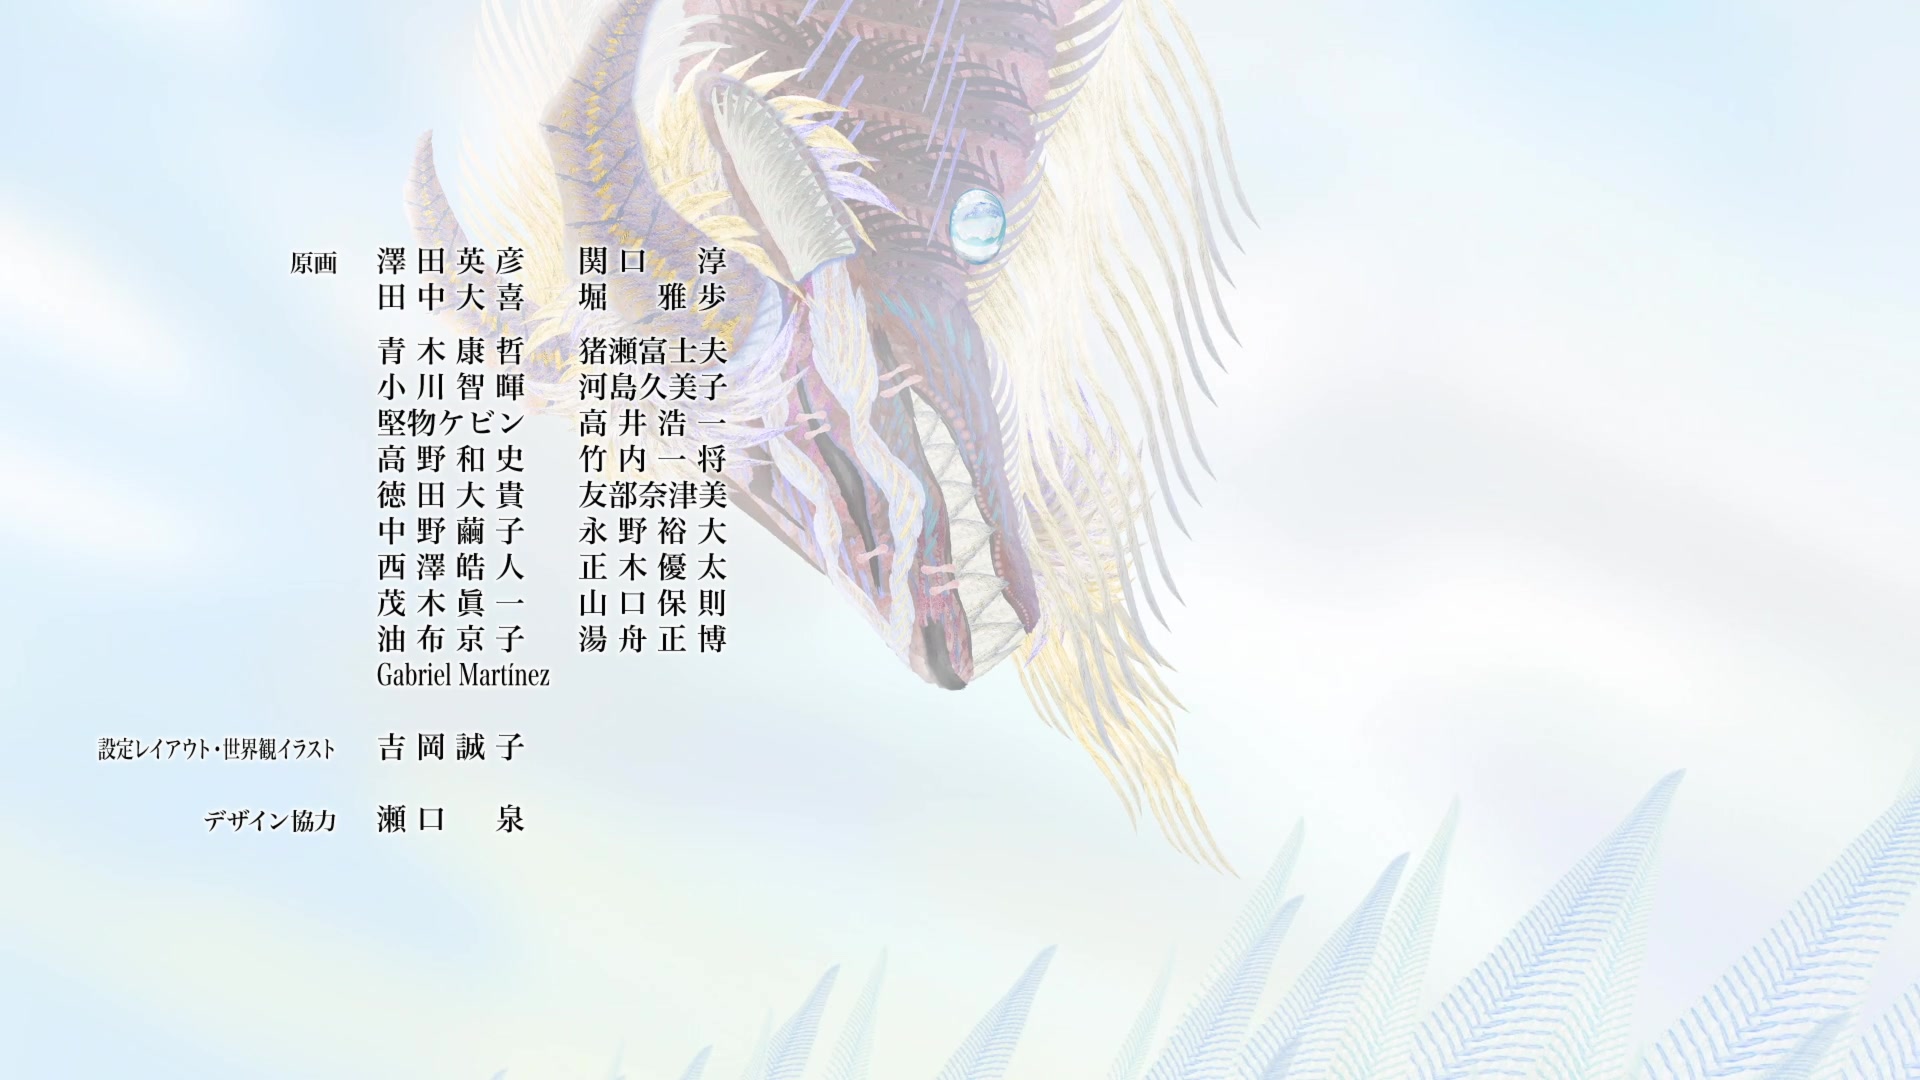 原画 澤田英彦 関口 淳
田中大喜 堀 雅歩
青木康哲 猪瀬富士夫
小川智暉 河島久美子
堅物ケビン 高井浩一
高野和史 竹内一将
徳田大貴 友部奈津美
中野繭子 永野裕大
西澤皓人 正木優太
茂木眞一 山口保則
油布京子 湯舟正博
Gabriel Martínez
設定レイアウト・世界観イラスト 吉岡誠子
デザイン協力 瀬口 泉